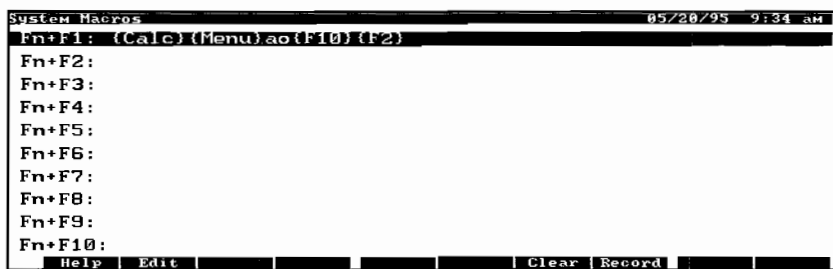 System Macros 05/20/95 9:34 am
Fn+F1: {Calc}{Menu}ao{F10}{F2}
Fn+F2:
Fn+F3:
Fn+F4:
Fn+F5:
Fn+F6:
Fn+F7:
Fn+F8:
Fn+F9:
Fn+F10:
Help Edit Clear Record